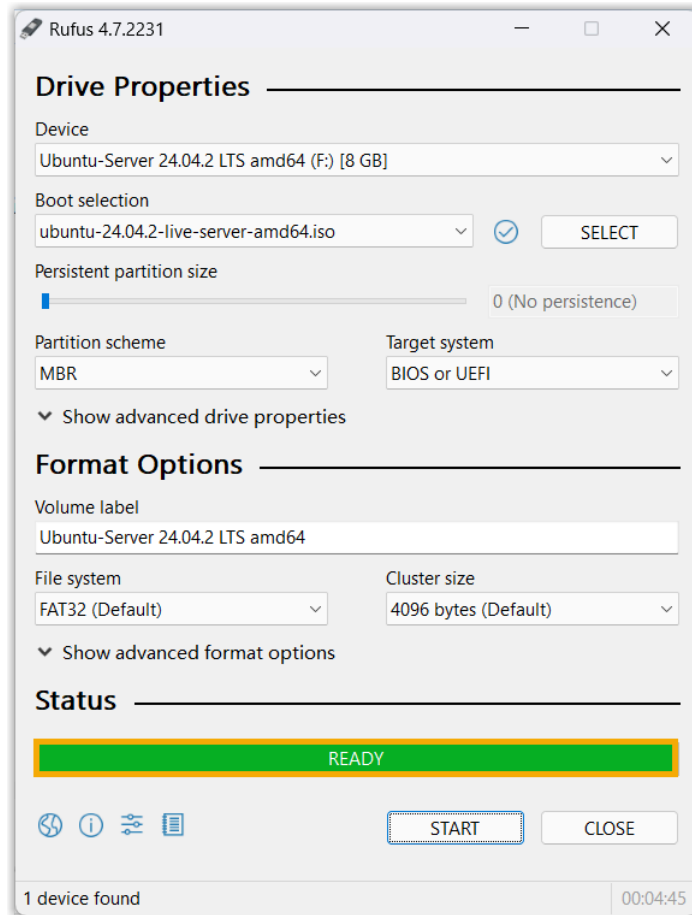 Rufus 4.7.2231
Drive Properties
Device
Ubuntu-Server 24.04.2 LTS amd64 (F:) [8 GB]
Boot selection
ubuntu-24.04.2-live-server-amd64.iso
SELECT
Persistent partition size
0 (No persistence)
Partition scheme
Target system
MBR
BIOS or UEFI
Show advanced drive properties
Format Options
Volume label
Ubuntu-Server 24.04.2 LTS amd64
File system
Cluster size
FAT32 (Default)
4096 bytes (Default)
Show advanced format options
Status
READY
START
CLOSE
1 device found
00:04:45